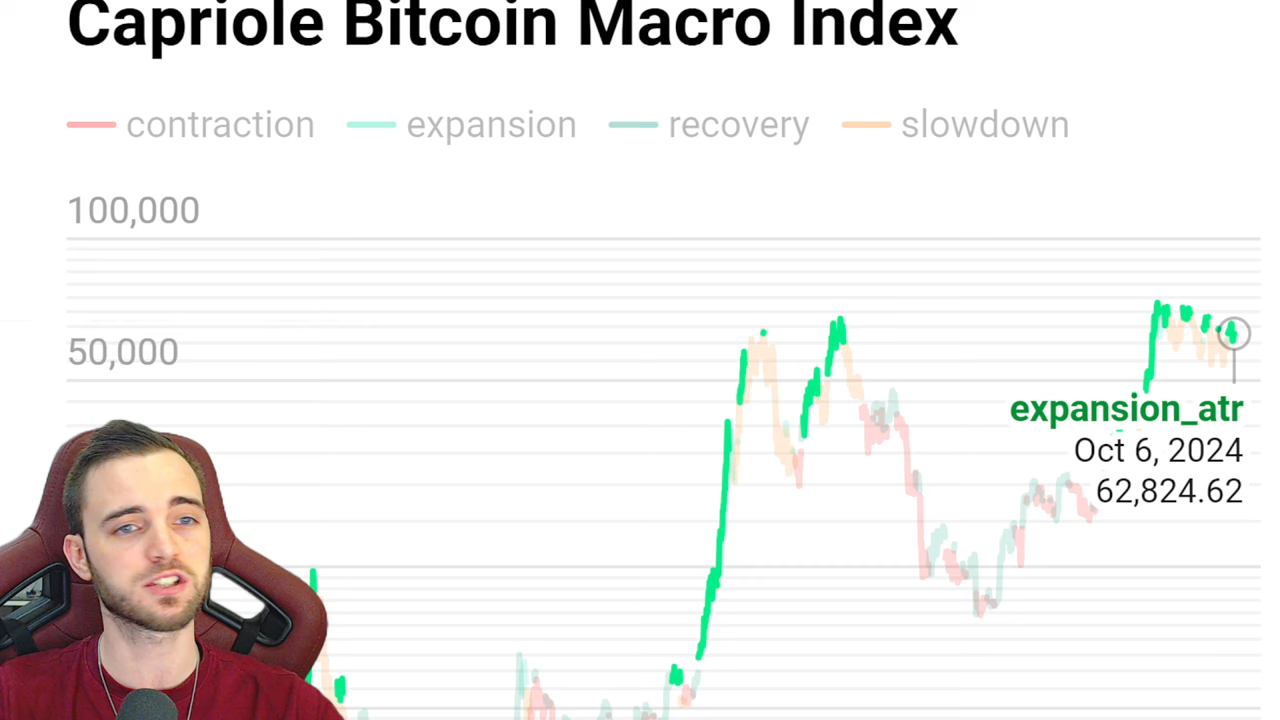 Capriole Bitcoin Macro Index
contraction expansion recovery slowdown
100,000
50,000
expansion_atr
Oct 6, 2024
62,824.62